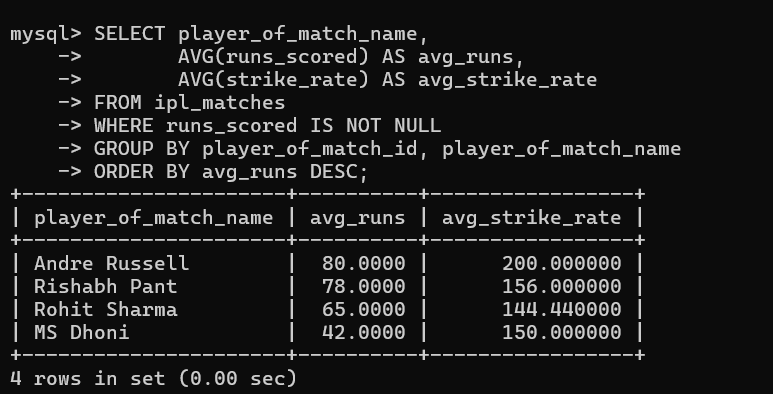 mysql> SELECT player_of_match_name,
    ->        AVG(runs_scored) AS avg_runs,
    ->        AVG(strike_rate) AS avg_strike_rate
    -> FROM ipl_matches
    -> WHERE runs_scored IS NOT NULL
    -> GROUP BY player_of_match_id, player_of_match_name
    -> ORDER BY avg_runs DESC;
+----------------------+----------+-----------------+
| player_of_match_name | avg_runs | avg_strike_rate |
+----------------------+----------+-----------------+
| Andre Russell        |  80.0000 |      200.000000 |
| Rishabh Pant         |  78.0000 |      156.000000 |
| Rohit Sharma         |  65.0000 |      144.440000 |
| MS Dhoni             |  42.0000 |      150.000000 |
+----------------------+----------+-----------------+
4 rows in set (0.00 sec)